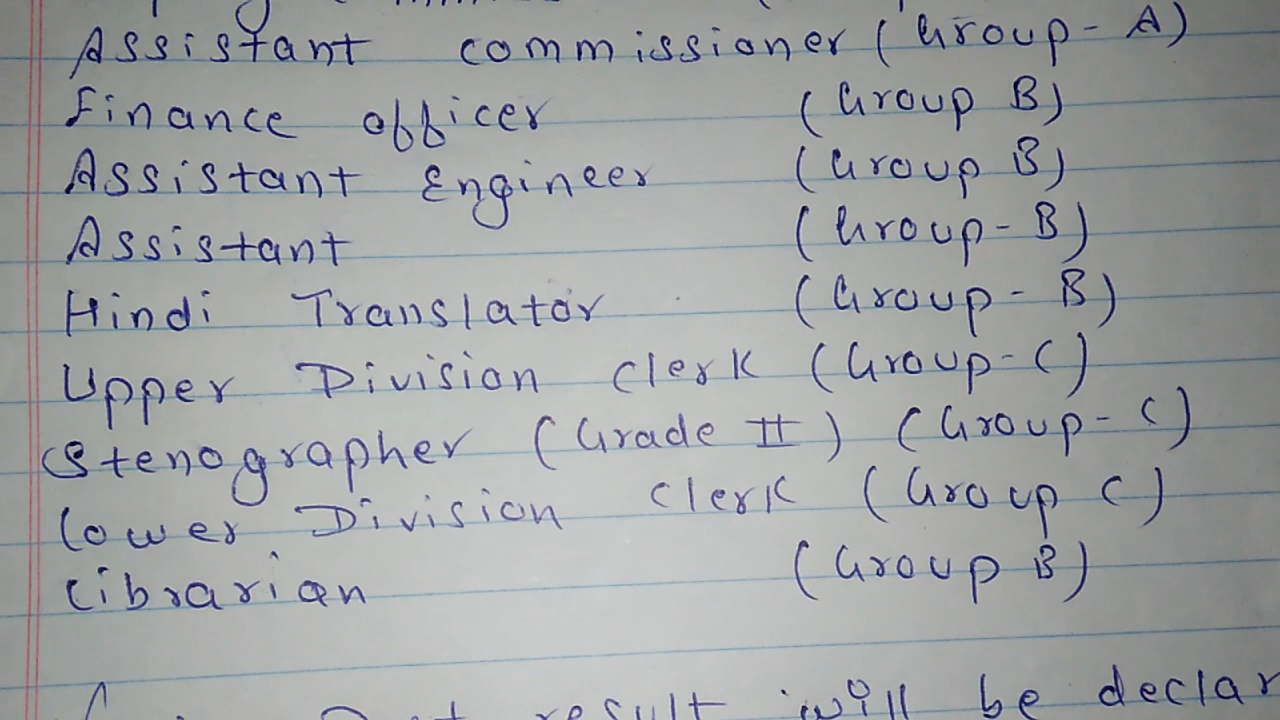 Assistant commissioner (Group-A)
Finance officer (Group B)
Assistant Engineer (Group B)
Assistant (Group-B)
Hindi Translator (Group-B)
Upper Division Clerk (Group-C)
Stenographer (Grade II) (Group-C)
Lower Division Clerk (Group C)
Librarian (Group B)
result will be declar